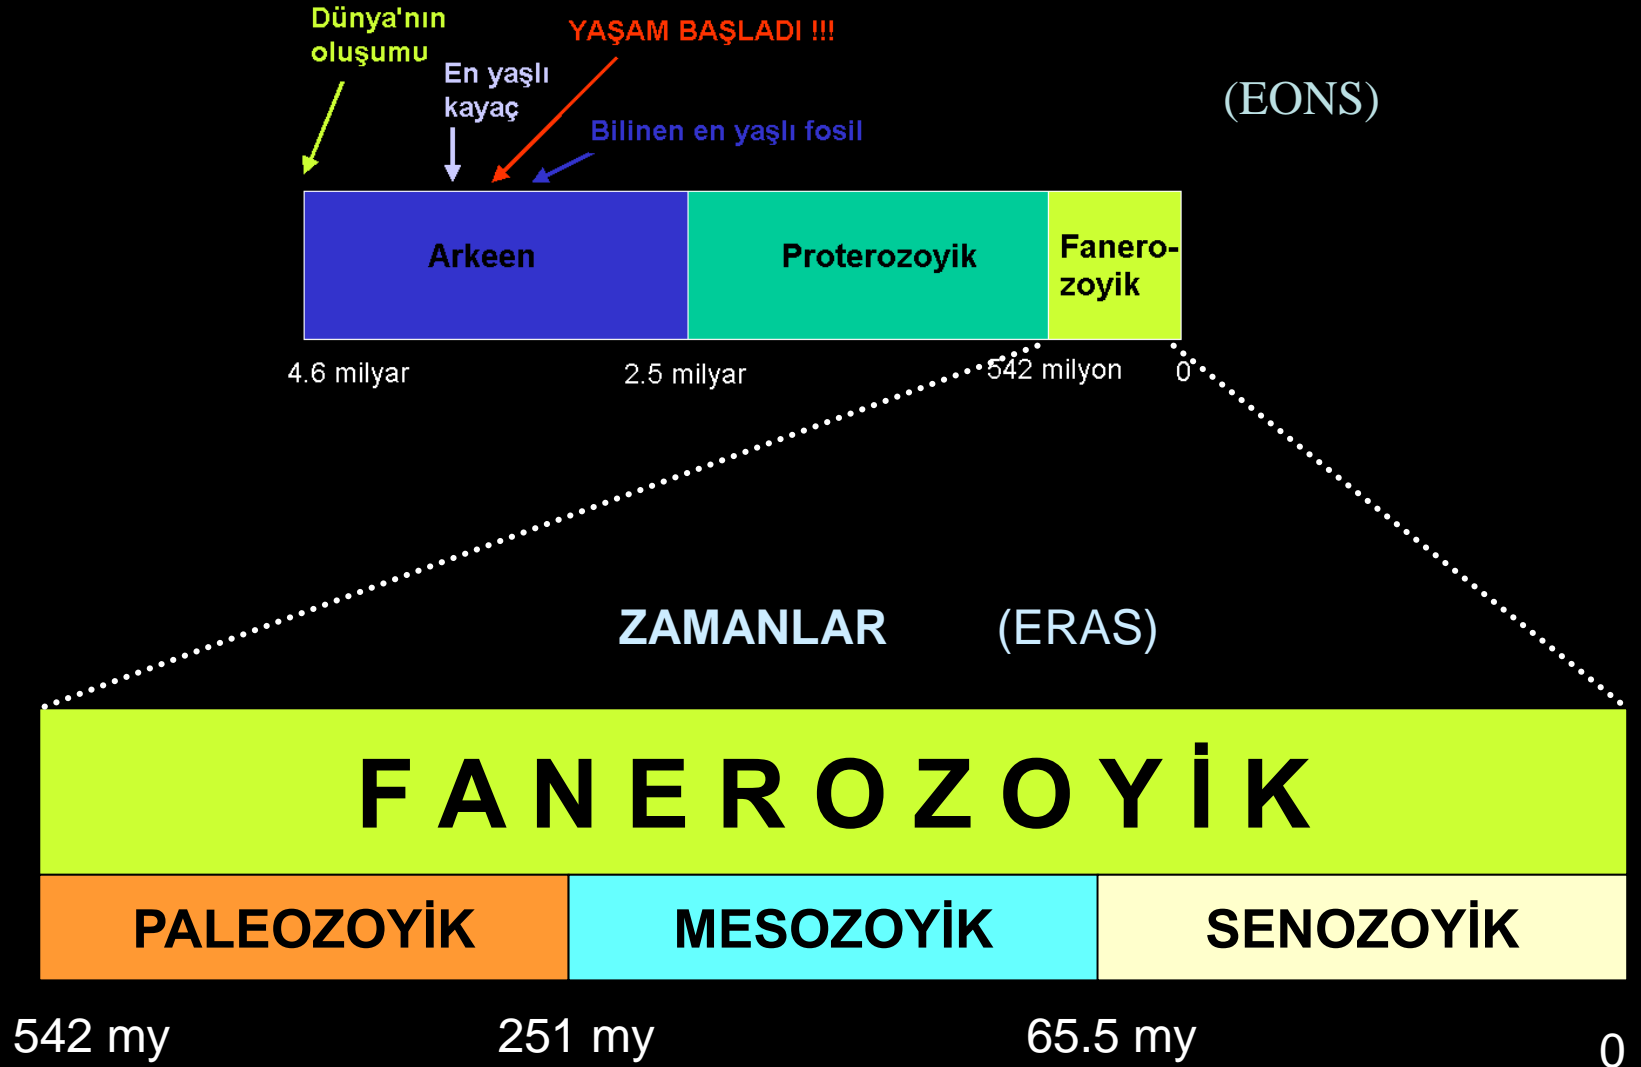 Dünya'nın
oluşumu
YAŞAM BAŞLADI !!!
En yaşlı
kayaç
Bilinen en yaşlı fosil
(EONS)
Arkeen
Proterozoyik
Fanero-
zoyik
4.6 milyar
2.5 milyar
542 milyon
0
ZAMANLAR (ERAS)
FANEROZOYİK
PALEOZOYİK
MESOZOYİK
SENOZOYİK
542 my
251 my
65.5 my
0